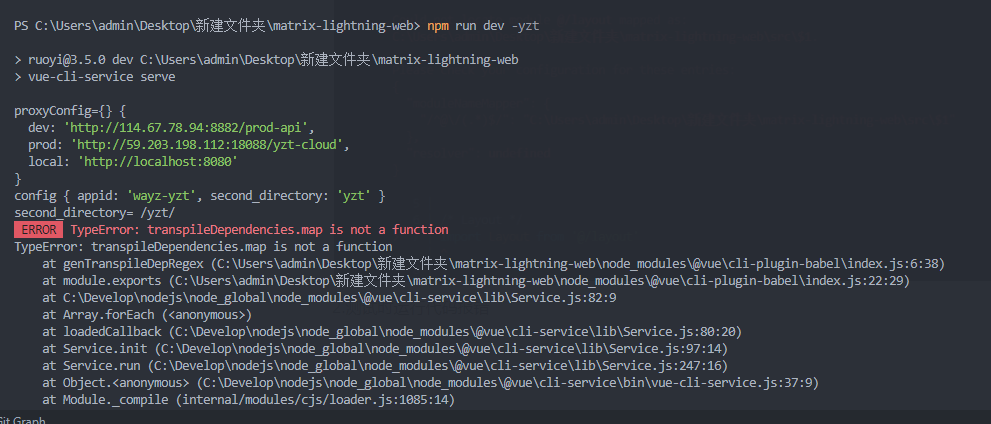 PS C:\Users\admin\Desktop\新建文件夹\matrix-lightning-web> npm run dev -yzt
> ruoyi@3.5.0 dev C:\Users\admin\Desktop\新建文件夹\matrix-lightning-web
> vue-cli-service serve
proxyConfig={} {
  dev: 'http://114.67.78.94:8882/prod-api',
  prod: 'http://59.203.198.112:18088/yzt-cloud',
  local: 'http://localhost:8080'
}
config { appid: 'wayz-yzt', second_directory: 'yzt' }
second_directory= /yzt/
ERROR  TypeError: transpileDependencies.map is not a function
TypeError: transpileDependencies.map is not a function
    at genTranspileDepRegex (C:\Users\admin\Desktop\新建文件夹\matrix-lightning-web\node_modules\@vue\cli-plugin-babel\index.js:6:38)
    at module.exports (C:\Users\admin\Desktop\新建文件夹\matrix-lightning-web\node_modules\@vue\cli-plugin-babel\index.js:22:29)
    at C:\Develop\nodejs\node_global\node_modules\@vue\cli-service\lib\Service.js:82:9
    at Array.forEach (<anonymous>)
    at loadedCallback (C:\Develop\nodejs\node_global\node_modules\@vue\cli-service\lib\Service.js:80:20)
    at Service.init (C:\Develop\nodejs\node_global\node_modules\@vue\cli-service\lib\Service.js:97:14)
    at Service.run (C:\Develop\nodejs\node_global\node_modules\@vue\cli-service\lib\Service.js:247:16)
    at Object.<anonymous> (C:\Develop\nodejs\node_global\node_modules\@vue\cli-service\bin\vue-cli-service.js:37:9)
    at Module._compile (internal/modules/cjs/loader.js:1085:14)
Git Graph